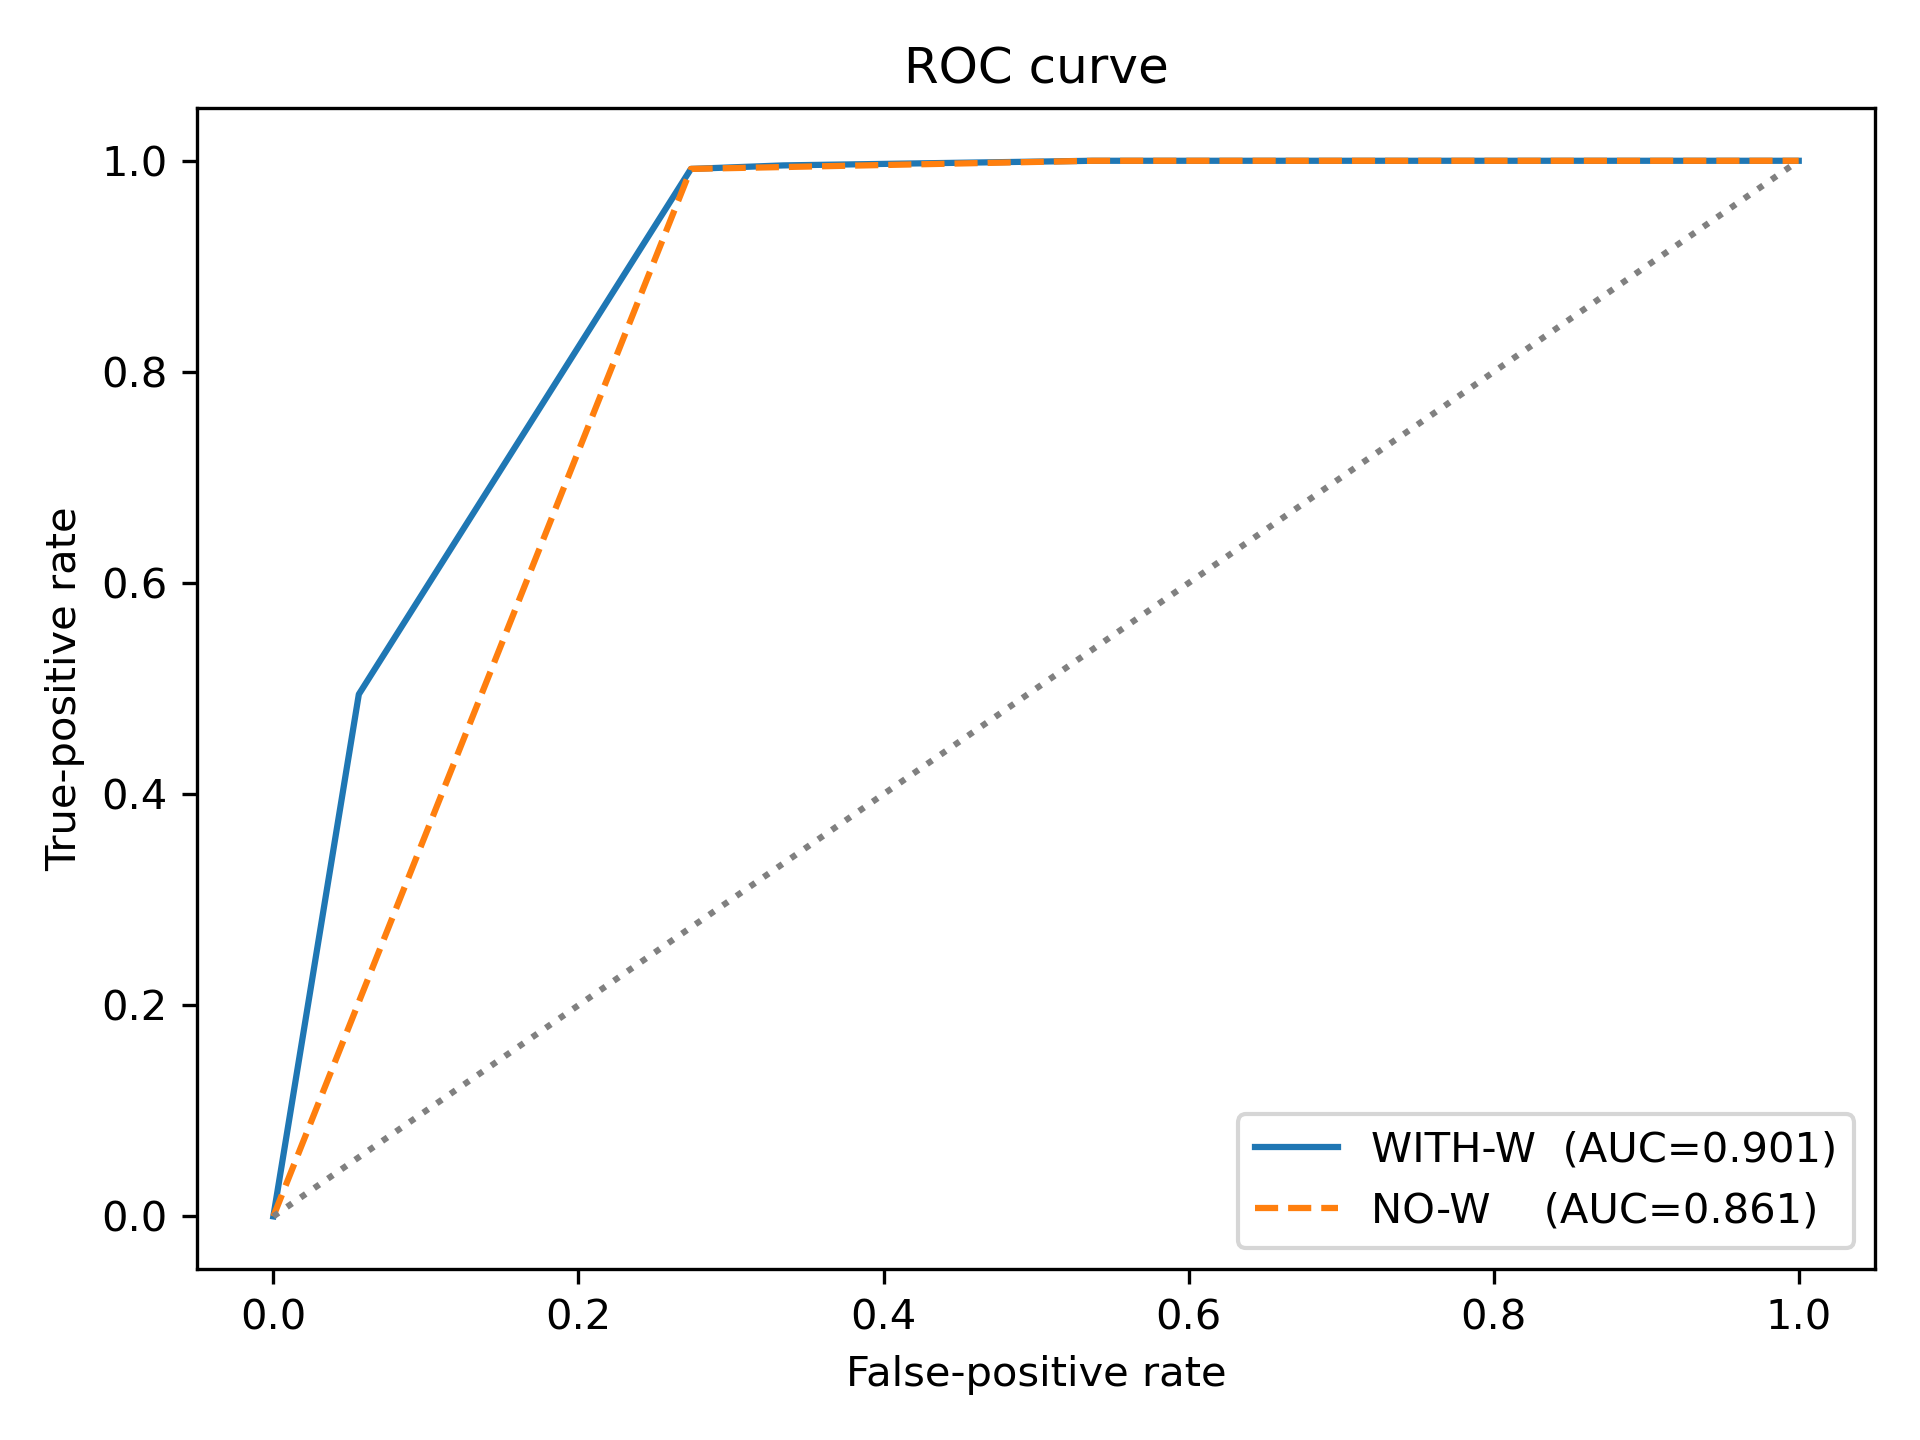 ROC curve
1.0
0.8
0.6
0.4
0.2
0.0
True-positive rate
0.0 0.2 0.4 0.6 0.8 1.0
False-positive rate
WITH-W (AUC=0.901)
NO-W (AUC=0.861)